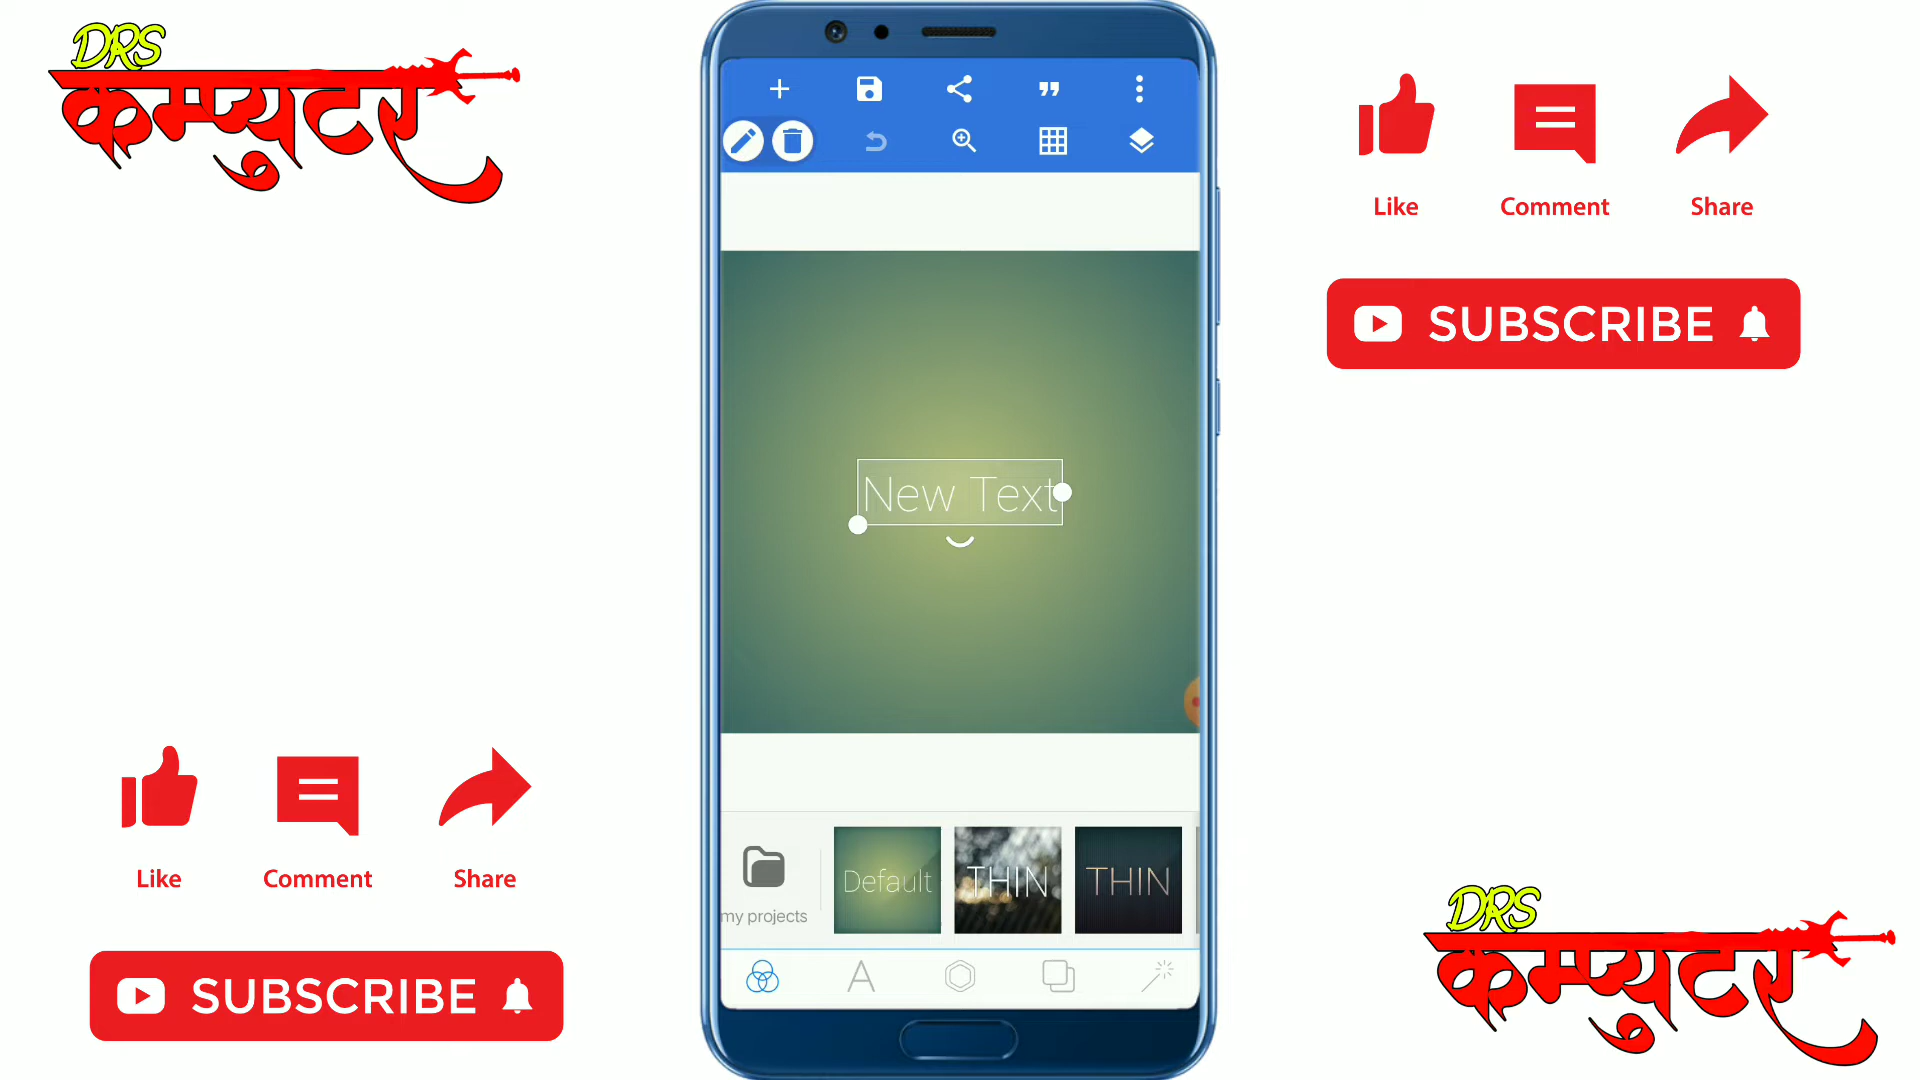 DRS
कम्प्युटर
Like Comment Share
SUBSCRIBE
New Text
my projects
Default
THIN
THIN
Like Comment Share
SUBSCRIBE
DRS
कम्प्युटर